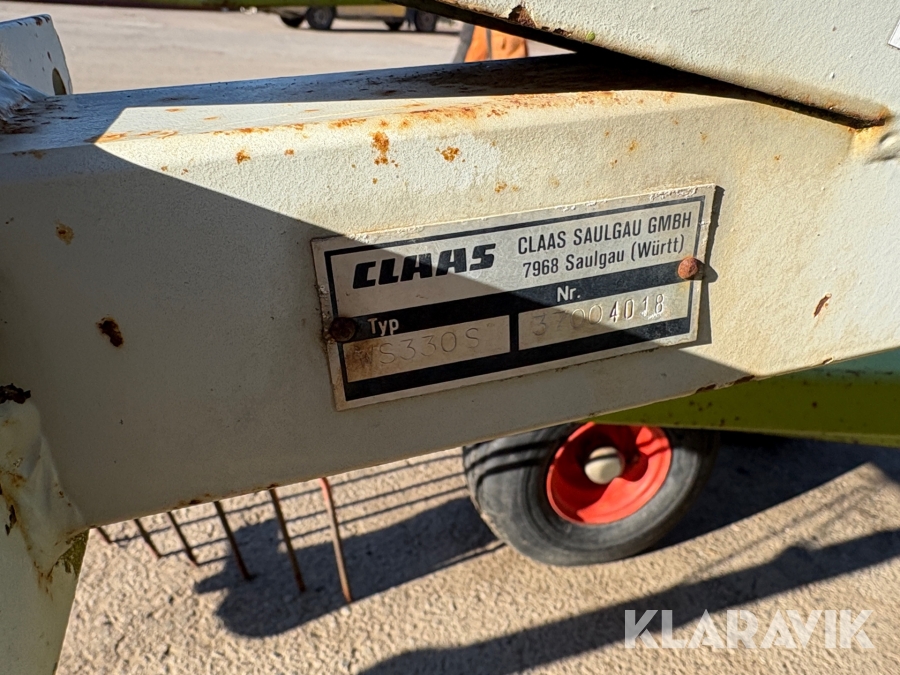 CLAAS
CLAAS SAULGAU GMBH
7968 Saulgau (Württ)
Typ
Nr.
WS330S
37004018
KLARAVIK